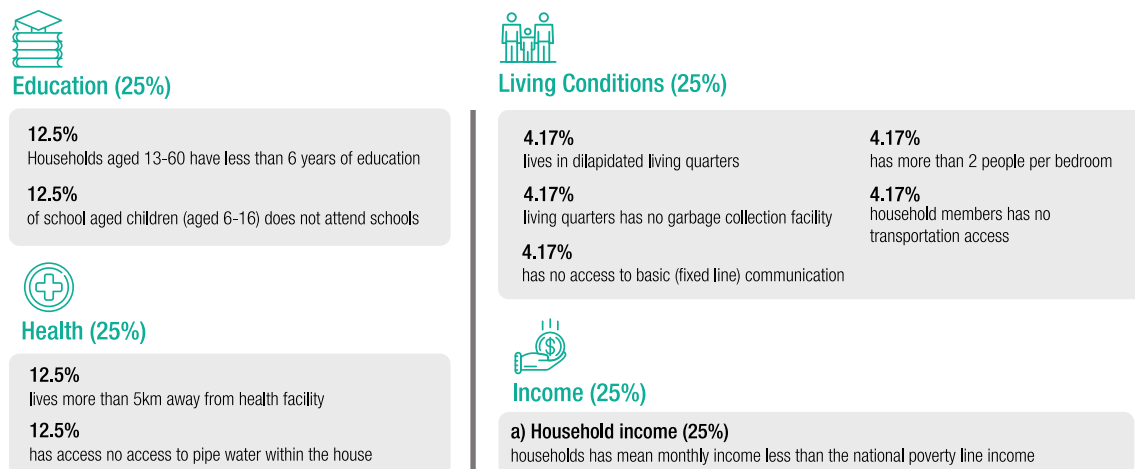 Education (25%)
12.5%
Households aged 13-60 have less than 6 years of education
12.5%
of school aged children (aged 6-16) does not attend schools
Health (25%)
12.5%
lives more than 5km away from health facility
12.5%
has access no access to pipe water within the house
Living Conditions (25%)
4.17%
lives in dilapidated living quarters
4.17%
living quarters has no garbage collection facility
4.17%
has no access to basic (fixed line) communication
4.17%
has more than 2 people per bedroom
4.17%
household members has no
transportation access
$
Income (25%)
a) Household income (25%)
households has mean monthly income less than the national poverty line income